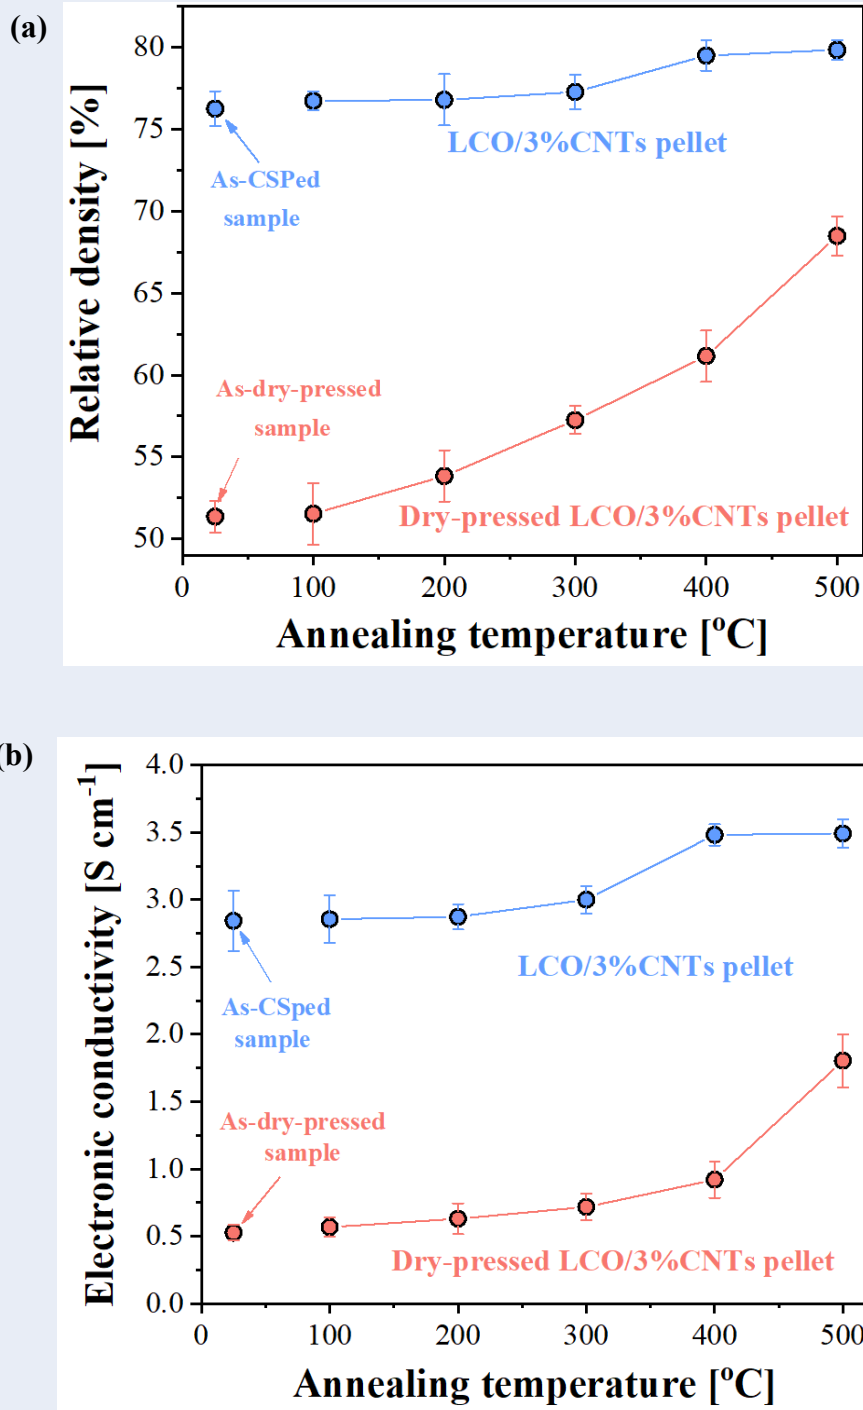 (a)
Relative density [%]
80
75
70
65
60
55
50
LCO/3%CNTs pellet
As-CSPed
sample
As-dry-pressed
sample
Dry-pressed LCO/3%CNTs pellet
0 100 200 300 400 500
Annealing temperature [ºC]
(b)
Electronic conductivity [S cm⁻¹]
4.0
3.5
3.0
2.5
2.0
1.5
1.0
0.5
0.0
LCO/3%CNTs pellet
As-CSped
sample
As-dry-pressed
sample
Dry-pressed LCO/3%CNTs pellet
0 100 200 300 400 500
Annealing temperature [ºC]